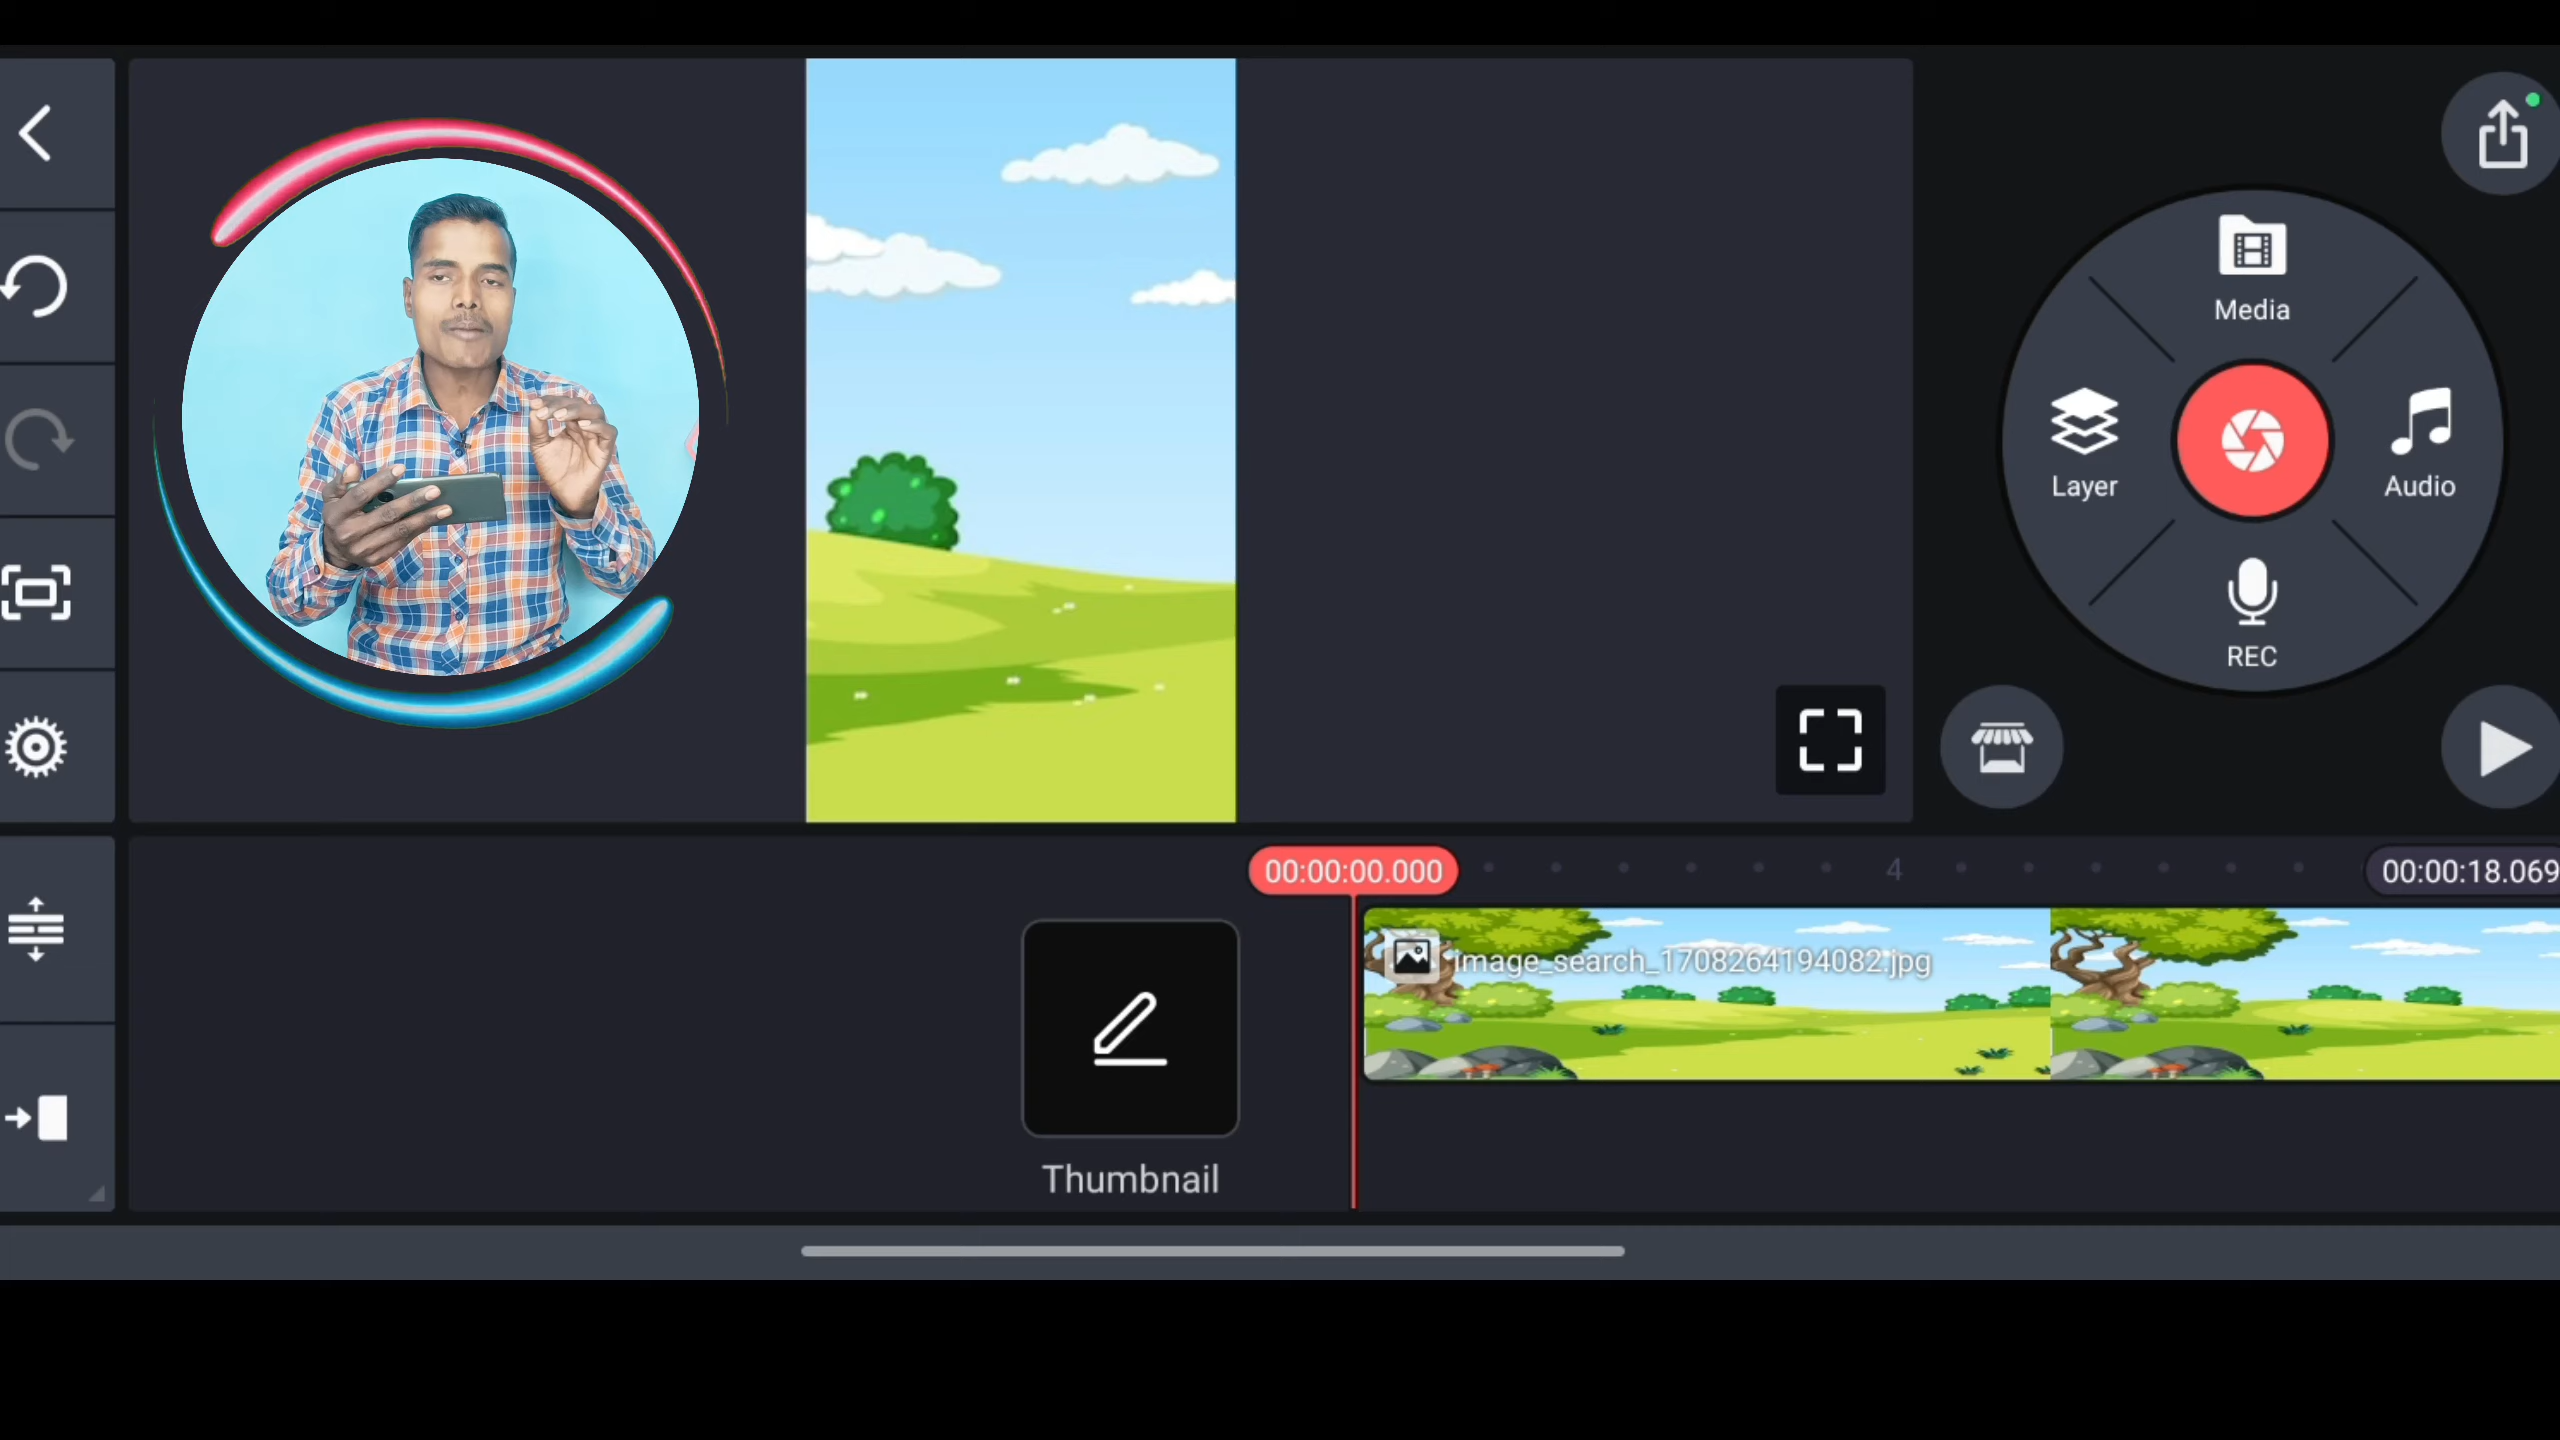 Media
Layer
Audio
REC
00:00:00.000
4
00:00:18.069
image_search_1708264194082.jpg
Thumbnail